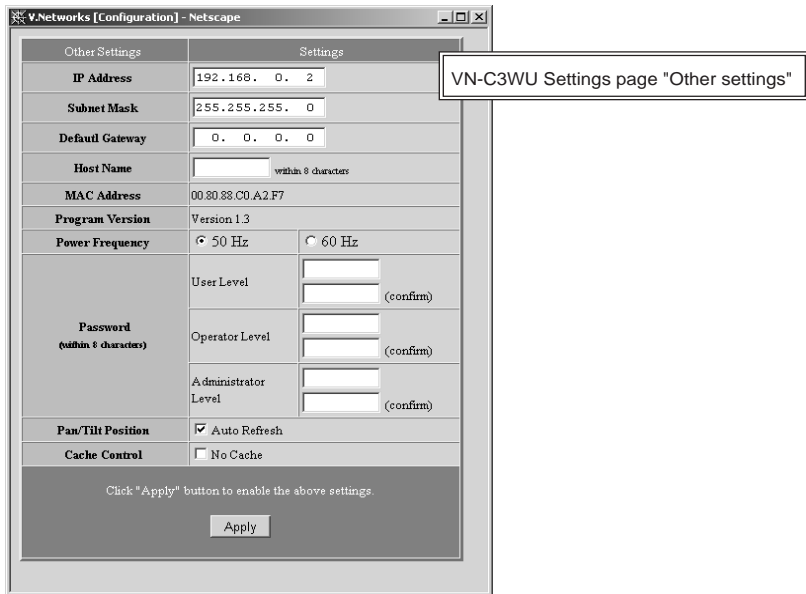 V.Networks [Configuration] - Netscape
Other Settings Settings
VN-C3WU Settings page "Other settings"
IP Address 192.168. 0. 2
Subnet Mask 255.255.255. 0
Defautl Gateway 0. 0. 0. 0
Host Name within 8 characters
MAC Address 00.80.88.C0.A2.F7
Program Version Version 1.3
Power Frequency 50 Hz 60 Hz
User Level
(confirm)
Password
(within 8 characters)
Operator Level
(confirm)
Administrator
Level
(confirm)
Pan/Tilt Position Auto Refresh
Cache Control No Cache
Click "Apply" button to enable the above settings.
Apply